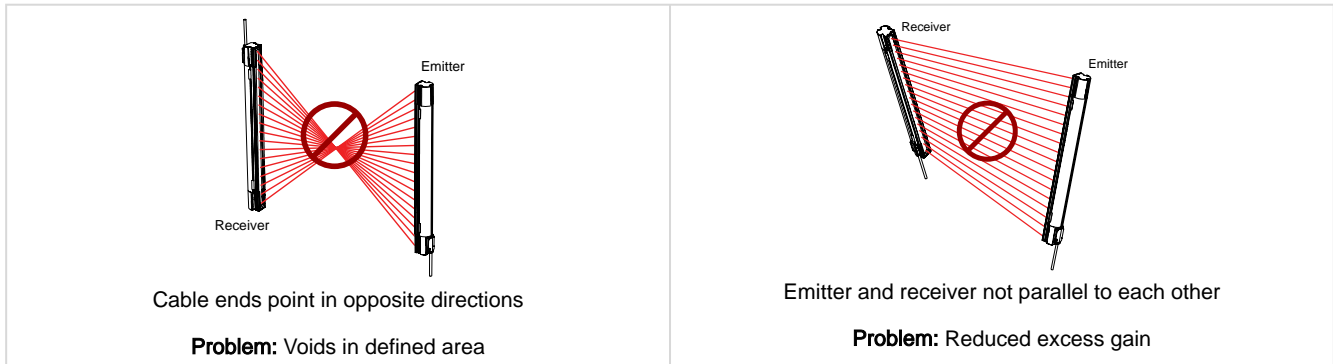 Emitter
Receiver
Cable ends point in opposite directions
Problem: Voids in defined area
Receiver
Emitter
Emitter and receiver not parallel to each other
Problem: Reduced excess gain